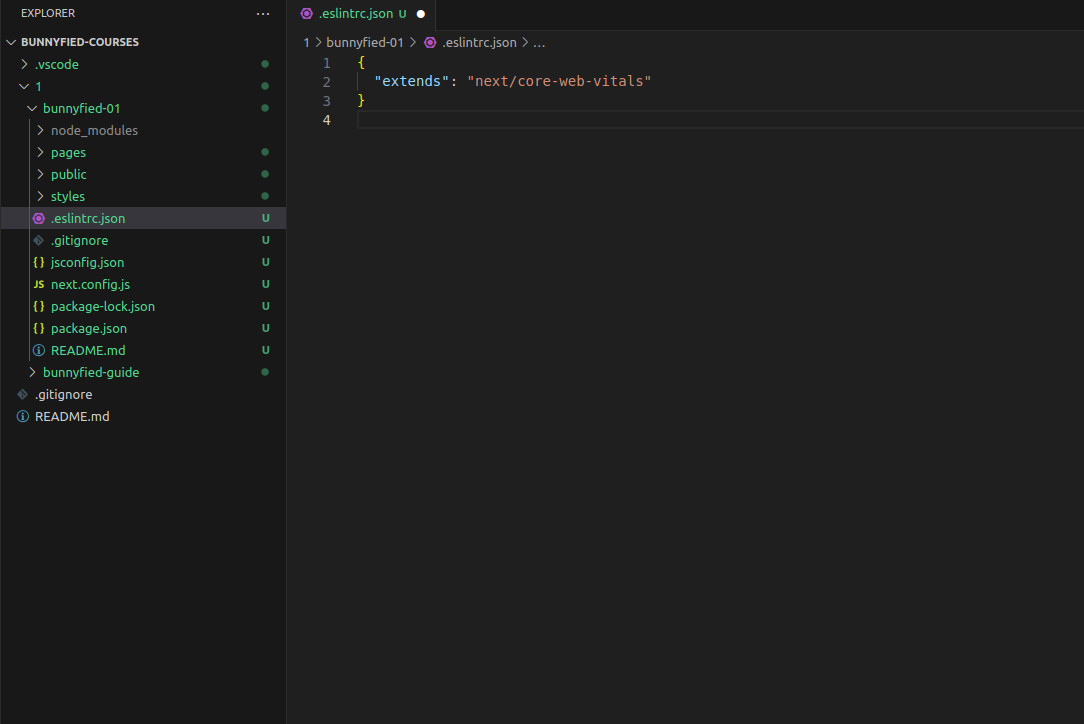 EXPLORER ...
BUNNYFIED-COURSES
.vscode
1
bunnyfied-01
node_modules
pages
public
styles
.eslintrc.json U
.gitignore U
{} jsconfig.json U
JS next.config.js U
{} package-lock.json U
{} package.json U
README.md U
bunnyfied-guide
.gitignore
README.md
.eslintrc.json U
1 > bunnyfied-01 > .eslintrc.json > ...
1 {
2 "extends": "next/core-web-vitals"
3 }
4